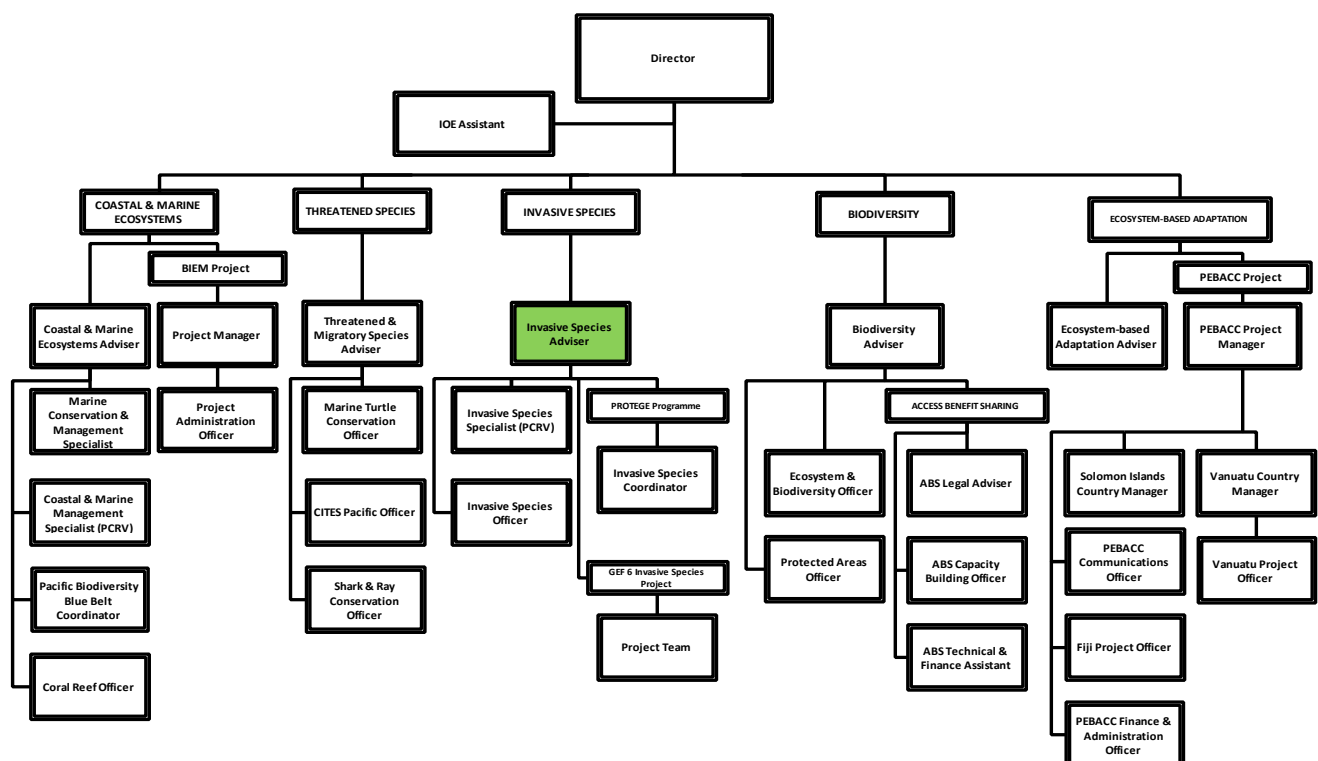 Director
IOE Assistant
COASTAL & MARINE
ECOSYSTEMS
THREATENED SPECIES
INVASIVE SPECIES
BIODIVERSITY
ECOSYSTEM-BASED ADAPTATION
BIEM Project
PEBACC Project
Coastal & Marine
Ecosystems Adviser
Project Manager
Threatened &
Migratory Species
Adviser
Invasive Species
Adviser
Biodiversity
Adviser
Ecosystem-based
Adaptation Adviser
PEBACC Project
Manager
Marine
Conservation &
Management
Specialist
Project
Administration
Officer
Marine Turtle
Conservation
Officer
Invasive Species
Specialist (PCRV)
PROTEGE Programme
ACCESS BENEFIT SHARING
Invasive Species
Coordinator
Ecosystem &
Biodiversity Officer
ABS Legal Adviser
Solomon Islands
Country Manager
Vanuatu Country
Manager
Coastal & Marine
Management
Specialist (PCRV)
CITES Pacific Officer
Invasive Species
Officer
Protected Areas
Officer
ABS Capacity
Building Officer
PEBACC
Communications
Officer
Vanuatu Project
Officer
Pacific Biodiversity
Blue Belt
Coordinator
Shark & Ray
Conservation
Officer
GEF 6 Invasive Species
Project
Project Team
ABS Technical &
Finance Assistant
Fiji Project Officer
Coral Reef Officer
PEBACC Finance &
Administration
Officer